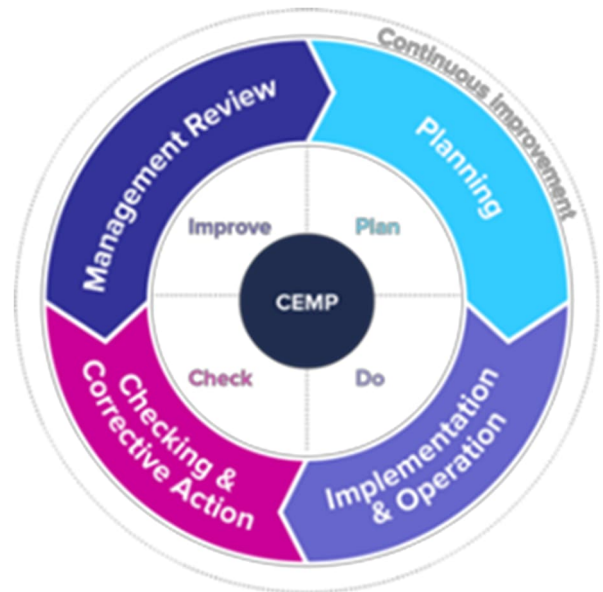 Continuous improvement
Management Review
Planning
Improve
Plan
CEMP
Check
Do
Checking &
Corrective Action
Implementation
& Operation